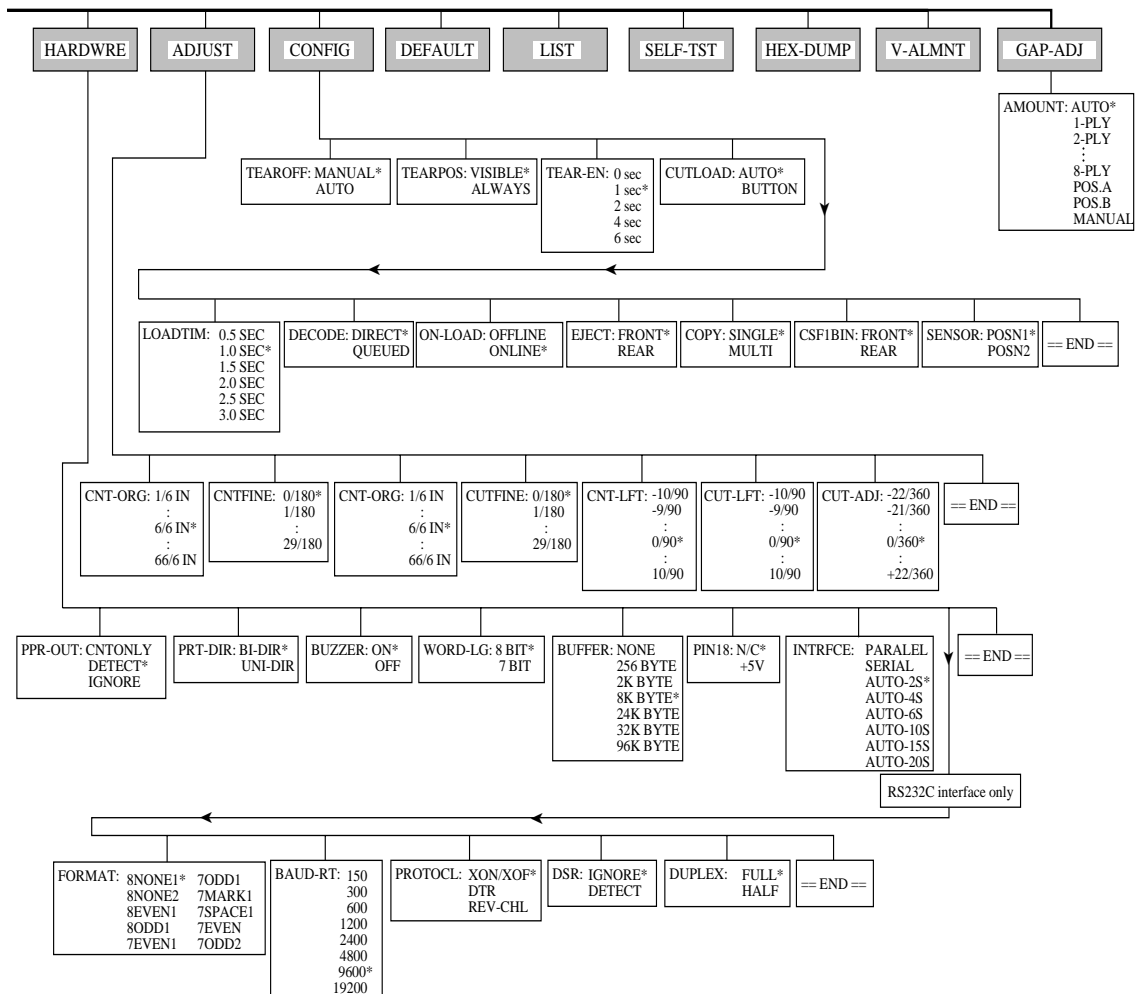 HARDWRE ADJUST CONFIG DEFAULT LIST SELF-TST HEX-DUMP V-ALMNT GAP-ADJ
AMOUNT: AUTO*
1-PLY
2-PLY
:
8-PLY
POS.A
POS.B
MANUAL
TEAROFF: MANUAL*
AUTO
TEARPOS: VISIBLE*
ALWAYS
TEAR-EN: 0 sec
1 sec*
2 sec
4 sec
6 sec
CUTLOAD: AUTO*
BUTTON
LOADTIM: 0.5 SEC
1.0 SEC*
1.5 SEC
2.0 SEC
2.5 SEC
3.0 SEC
DECODE: DIRECT*
QUEUED
ON-LOAD: OFFLINE
ONLINE*
EJECT: FRONT*
REAR
COPY: SINGLE*
MULTI
CSF1BIN: FRONT*
REAR
SENSOR: POSN1*
POSN2
== END ==
CNT-ORG: 1/6 IN
:
6/6 IN*
:
66/6 IN
CNTFINE: 0/180*
1/180
:
29/180
CNT-ORG: 1/6 IN
:
6/6 IN*
:
66/6 IN
CUTFINE: 0/180*
1/180
:
29/180
CNT-LFT: -10/90
-9/90
:
0/90*
:
10/90
CUT-LFT: -10/90
-9/90
:
0/90*
:
10/90
CUT-ADJ: -22/360
-21/360
:
0/360*
:
+22/360
== END ==
PPR-OUT: CNTONLY
DETECT*
IGNORE
PRT-DIR: BI-DIR*
UNI-DIR
BUZZER: ON*
OFF
WORD-LG: 8 BIT*
7 BIT
BUFFER: NONE
256 BYTE
2K BYTE
8K BYTE*
24K BYTE
32K BYTE
96K BYTE
PIN18: N/C*
+5V
INTRFCE: PARALEL
SERIAL
AUTO-2S*
AUTO-4S
AUTO-6S
AUTO-10S
AUTO-15S
AUTO-20S
== END ==
RS232C interface only
FORMAT: 8NONE1* 7ODD1
8NONE2 7MARK1
8EVEN1 7SPACE1
8ODD1 7EVEN
7EVEN1 7ODD2
BAUD-RT: 150
300
600
1200
2400
4800
9600*
19200
PROTOCL: XON/XOF*
DTR
REV-CHL
DSR: IGNORE*
DETECT
DUPLEX: FULL*
HALF
== END ==